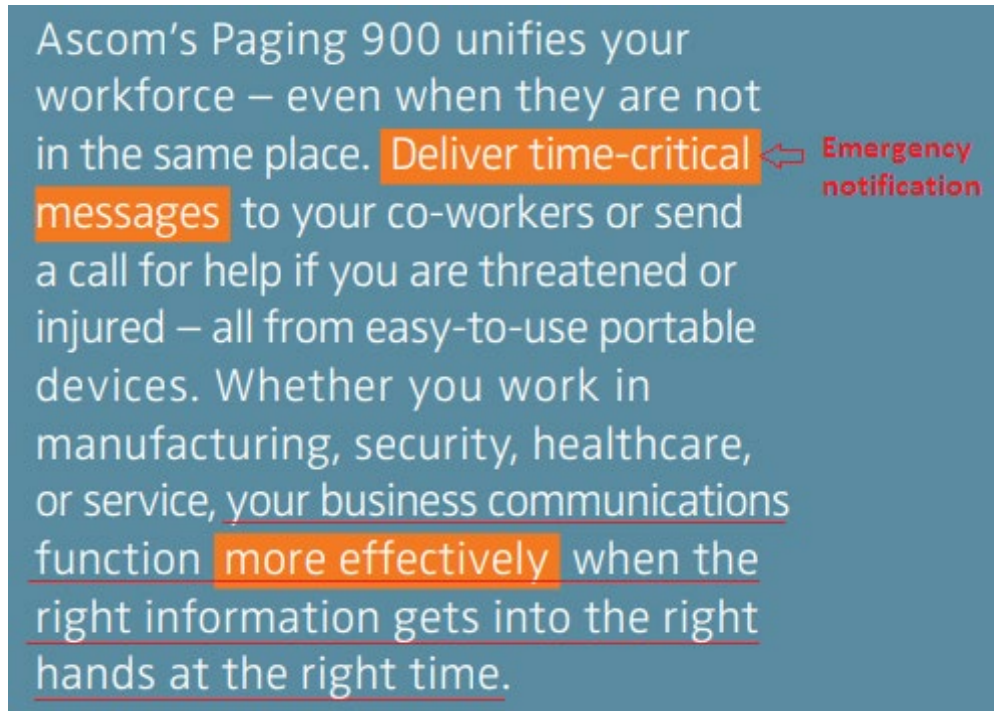 Ascom's Paging 900 unifies your
workforce – even when they are not
in the same place. Deliver time-critical
Emergency
notification
messages to your co-workers or send
a call for help if you are threatened or
injured – all from easy-to-use portable
devices. Whether you work in
manufacturing, security, healthcare,
or service, your business communications
function more effectively when the
right information gets into the right
hands at the right time.